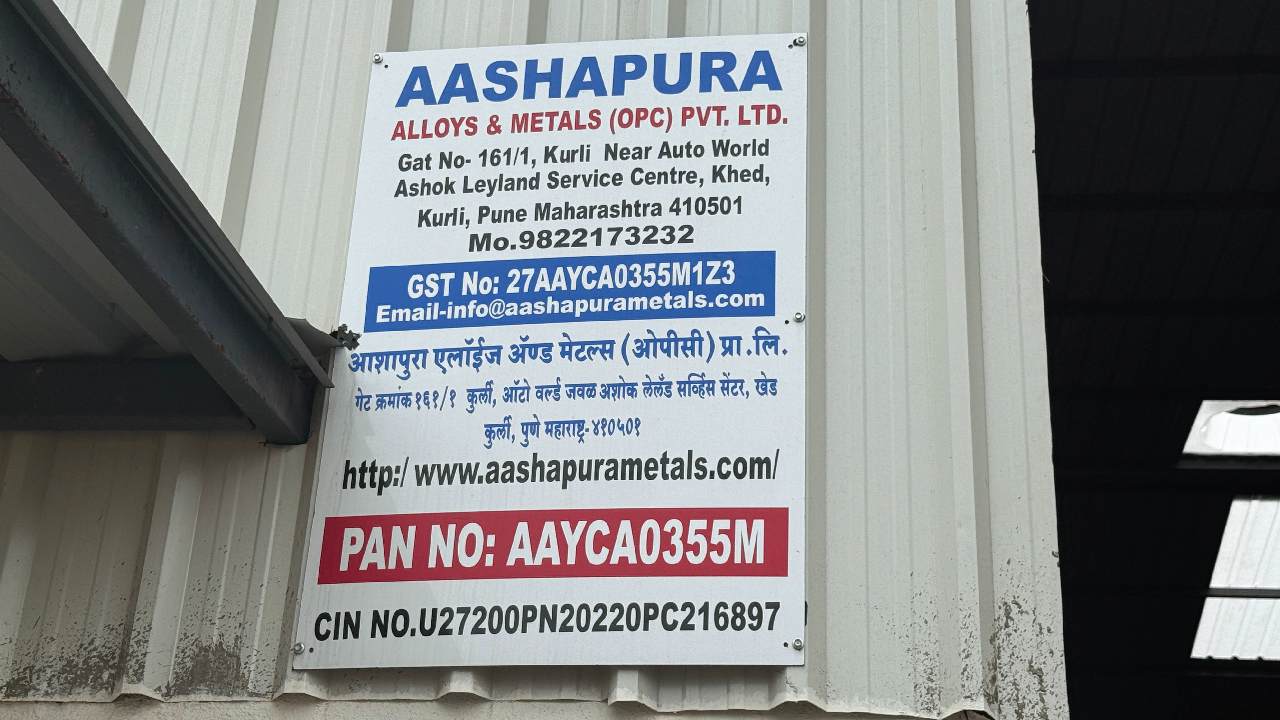 AASHAPURA
ALLOYS & METALS (OPC) PVT. LTD.
Gat No- 161/1, Kurli Near Auto World
Ashok Leyland Service Centre, Khed,
Kurli, Pune Maharashtra 410501
Mo.9822173232
GST No: 27AAYCA0355M1Z3
Email-info@aashapurametals.com
आशापुरा एलॉईज अ‍ॅण्ड मेटल्स (ओपीसी) प्रा.लि.
गेट क्रमांक १६१/१ कुर्ली, ऑटो वर्ल्ड जवळ अशोक लेलँड सर्व्हिस सेंटर, खेड
कुर्ली, पुणे महाराष्ट्र-४१०५०१
http:/ www.aashapurametals.com/
PAN NO: AAYCA0355M
CIN NO.U27200PN20220PC216897